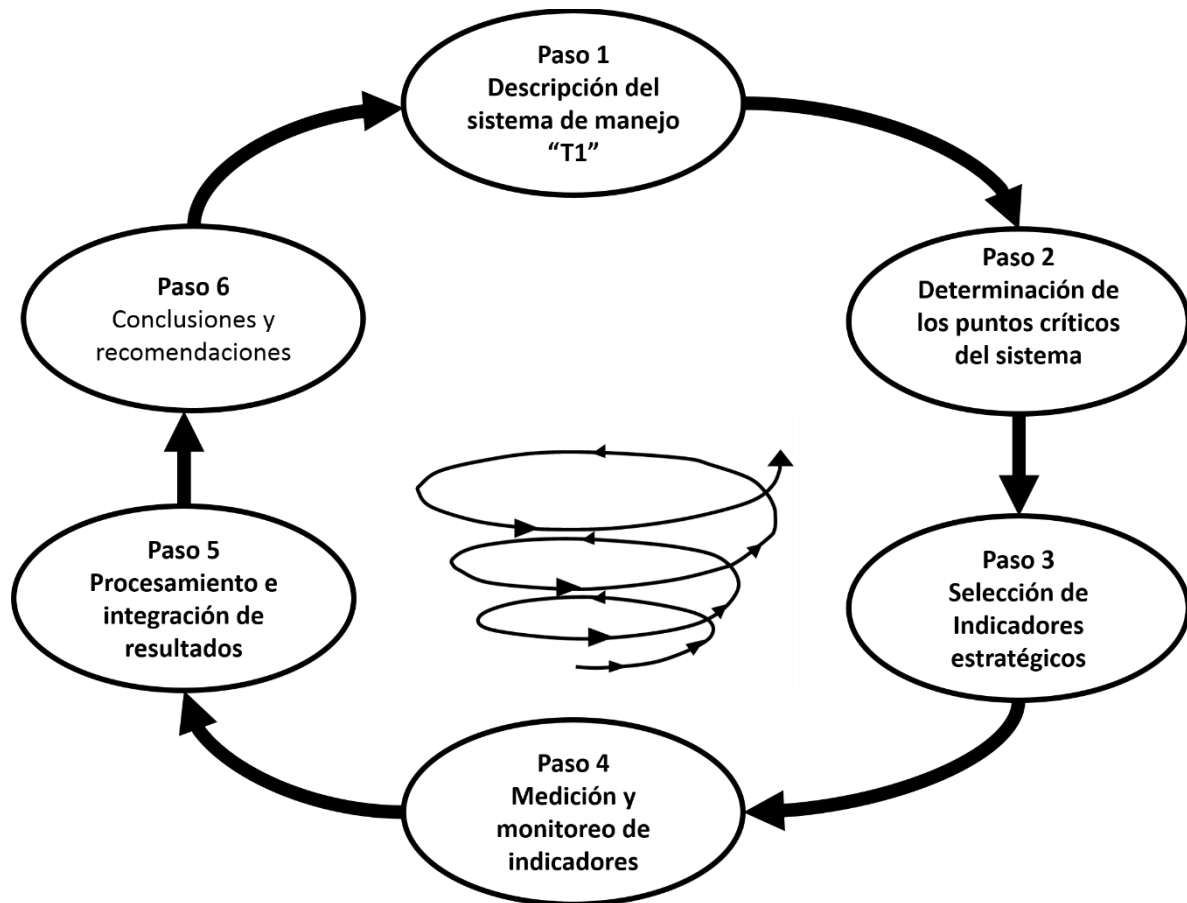 Paso 1
Descripción del
sistema de manejo
“T1”
Paso 2
Determinación de
los puntos críticos
del sistema
Paso 3
Selección de
Indicadores
estratégicos
Paso 4
Medición y
monitoreo de
indicadores
Paso 5
Procesamiento e
integración de
resultados
Paso 6
Conclusiones y
recomendaciones